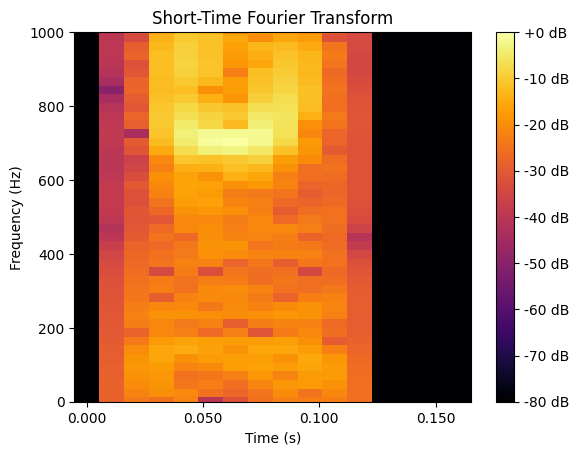 Short-Time Fourier Transform
1000
800
600
400
200
0
Frequency (Hz)
0.000
0.050
0.100
0.150
Time (s)
+0 dB
-10 dB
-20 dB
-30 dB
-40 dB
-50 dB
-60 dB
-70 dB
-80 dB